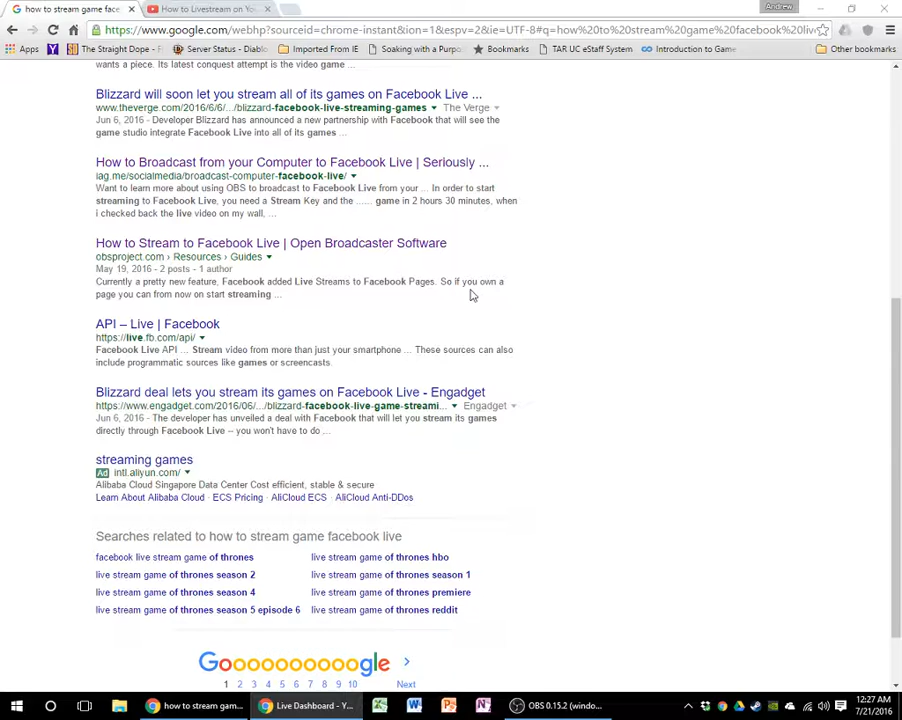 Andrew
how to stream game face
How to Livestream on Yo
https://www.google.com/webhp?sourceid=chrome-instant&ion=1&espv=2&ie=UTF-8#q=how%20to%20stream%20game%20facebook%20liv
Apps
The Straight Dope -
Server Status - Diablo
Imported From IE
Soaking with a Purpo
Bookmarks
TAR UC eStaff System
Introduction to Game
Other bookmarks
wants a piece. Its latest conquest attempt is the video game ...
Blizzard will soon let you stream all of its games on Facebook Live ...
www.theverge.com/2016/6/6/.../blizzard-facebook-live-streaming-games The Verge
Jun 6, 2016 - Developer Blizzard has announced a new partnership with Facebook that will see the
game studio integrate Facebook Live into all of its games ...
How to Broadcast from your Computer to Facebook Live | Seriously ...
iag.me/socialmedia/broadcast-computer-facebook-live/
Want to learn more about using OBS to broadcast to Facebook Live from your ... In order to start
streaming to Facebook Live, you need a Stream Key and the ...... game in 2 hours 30 minutes, when
i checked back the live video on my wall, ...
How to Stream to Facebook Live | Open Broadcaster Software
obsproject.com › Resources › Guides
May 19, 2016 - 2 posts - 1 author
Currently a pretty new feature, Facebook added Live Streams to Facebook Pages. So if you own a
page you can from now on start streaming ...
API – Live | Facebook
https://live.fb.com/api/
Facebook Live API ... Stream video from more than just your smartphone ... These sources can also
include programmatic sources like games or screencasts.
Blizzard deal lets you stream its games on Facebook Live - Engadget
https://www.engadget.com/2016/06/.../blizzard-facebook-live-game-streami... Engadget
Jun 6, 2016 - The developer has unveiled a deal with Facebook that will let you stream its games
directly through Facebook Live -- you won't have to do ...
streaming games
Ad intl.aliyun.com/
Alibaba Cloud Singapore Data Center Cost efficient, stable & secure
Learn About Alibaba Cloud · ECS Pricing · AliCloud ECS · AliCloud Anti-DDos
Searches related to how to stream game facebook live
facebook live stream game of thrones
live stream game of thrones hbo
live stream game of thrones season 2
live stream game of thrones season 1
live stream game of thrones season 4
live stream game of thrones premiere
live stream game of thrones season 5 episode 6
live stream game of thrones reddit
Goooooooooogle
1 2 3 4 5 6 7 8 9 10 Next
how to stream gam...
Live Dashboard - Y...
OBS 0.15.2 (windo...
12:27 AM
7/21/2016